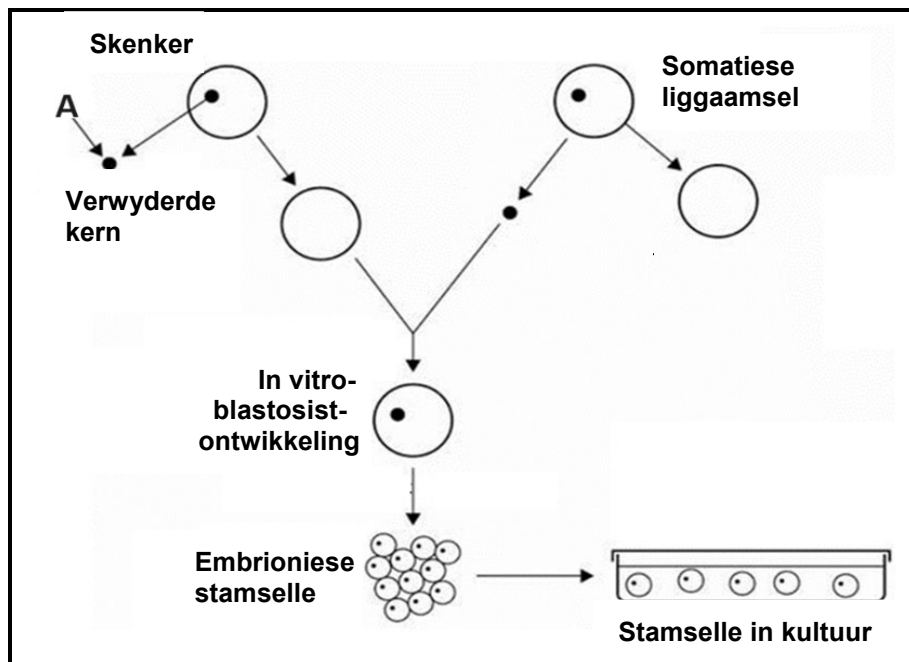 Skenker
Somatiese
liggaamsel
A
Verwyderde
kern
In vitro-
blastosist-
ontwikkeling
Embrioniese
stamselle
Stamselle in kultuur